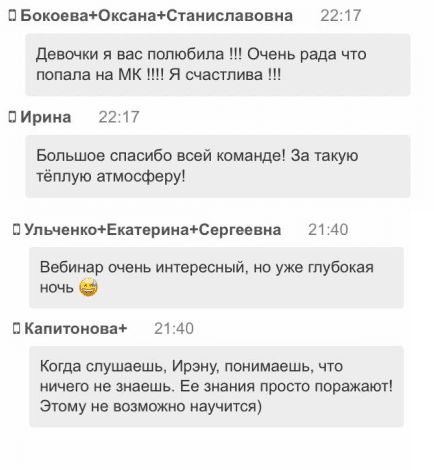 Бокоева+Оксана+Станиславовна 22:17
Девочки я вас полюбила !!! Очень рада что
попала на МК !!!! Я счастлива !!!
Ирина 22:17
Большое спасибо всей команде! За такую
тёплую атмосферу!
Ульченко+Екатерина+Сергеевна 21:40
Вебинар очень интересный, но уже глубокая
ночь 😅
Капитонова+ 21:40
Когда слушаешь, Ирэну, понимаешь, что
ничего не знаешь. Ее знания просто поражают!
Этому не возможно научится)